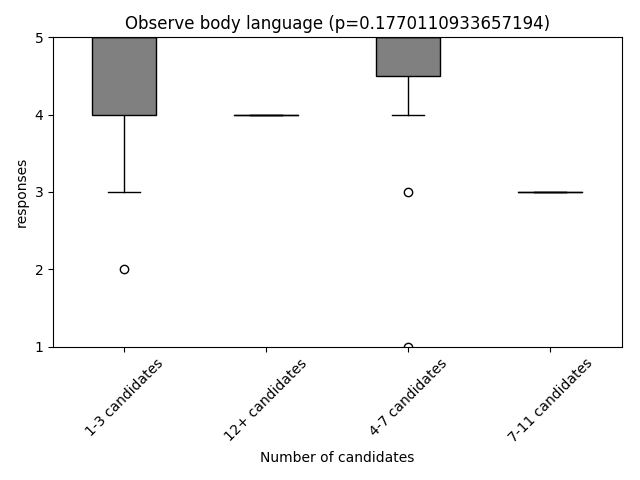 Observe body language (p=0.1770110933657194)
responses
5
4
3
2
1
1-3 candidates
12+ candidates
4-7 candidates
7-11 candidates
Number of candidates